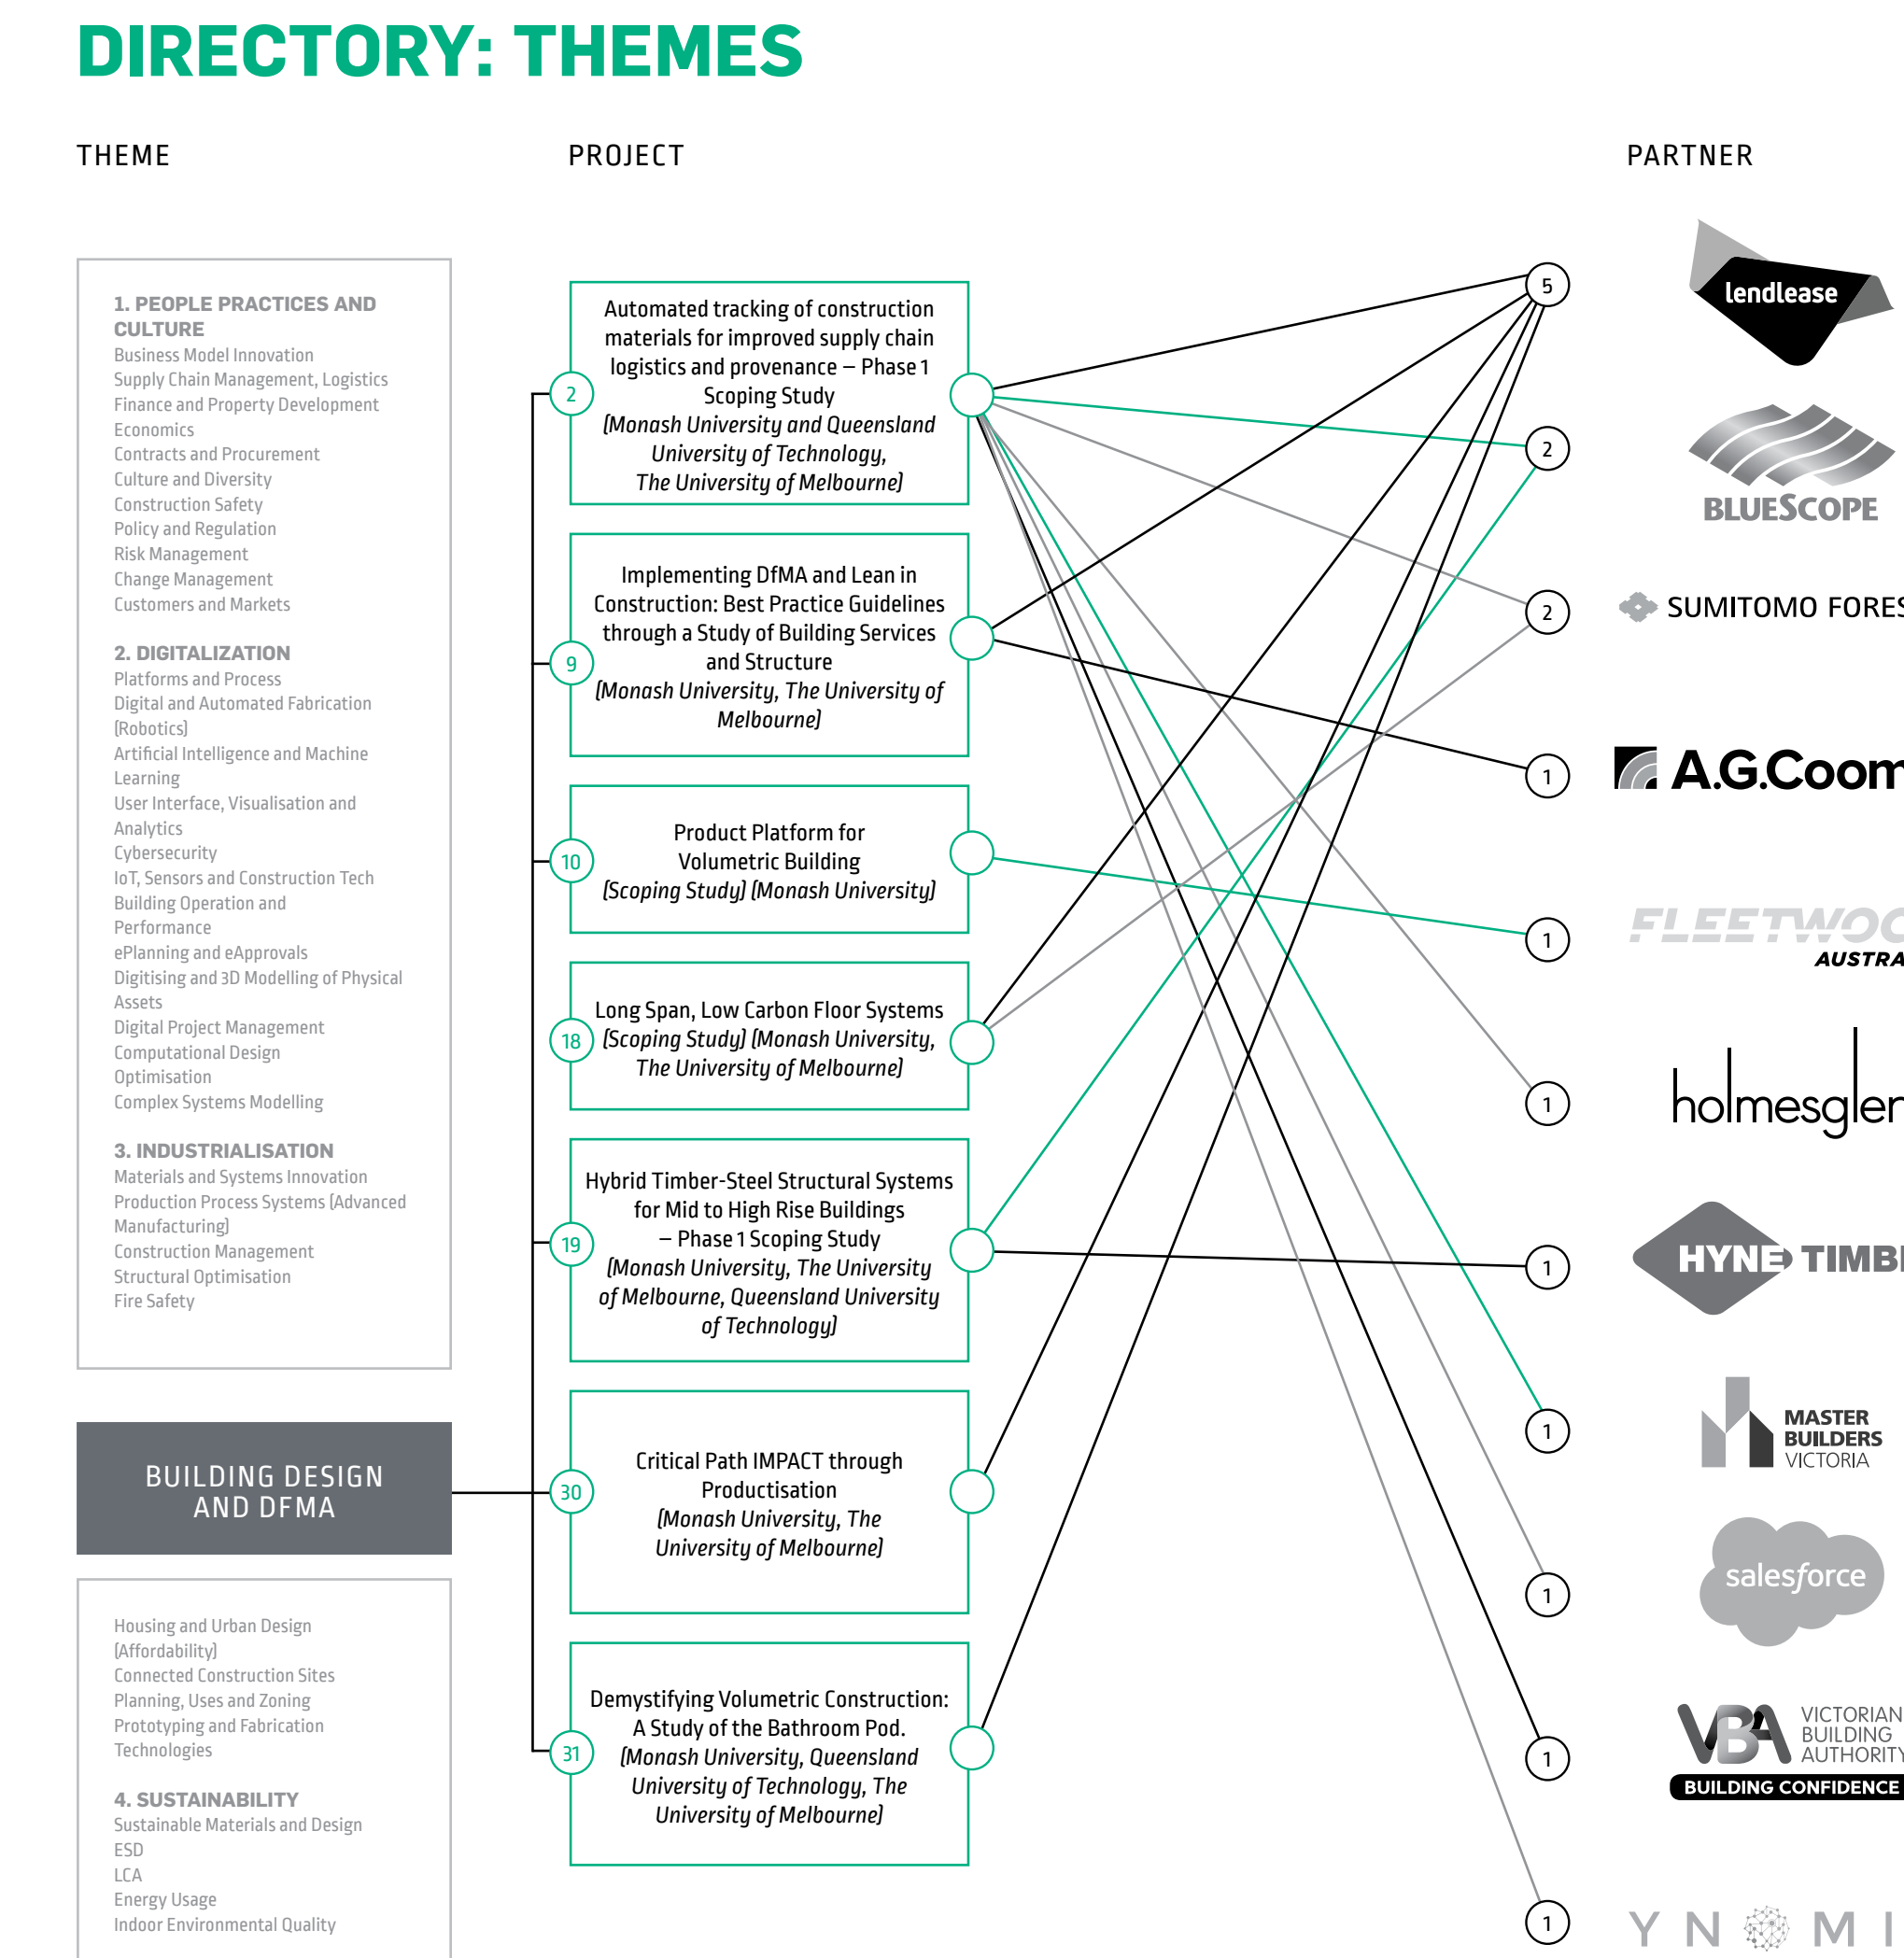 DIRECTORY: THEMES
THEME
PROJECT
PARTNER
1. PEOPLE PRACTICES AND
CULTURE
Business Model Innovation
Supply Chain Management, Logistics
Finance and Property Development
Economics
Contracts and Procurement
Culture and Diversity
Construction Safety
Policy and Regulation
Risk Management
Change Management
Customers and Markets
2. DIGITALIZATION
Platforms and Process
Digital and Automated Fabrication
(Robotics)
Artificial Intelligence and Machine
Learning
User Interface, Visualisation and
Analytics
Cybersecurity
IoT, Sensors and Construction Tech
Building Operation and
Performance
ePlanning and eApprovals
Digitising and 3D Modelling of Physical
Assets
Digital Project Management
Computational Design
Optimisation
Complex Systems Modelling
3. INDUSTRIALISATION
Materials and Systems Innovation
Production Process Systems (Advanced
Manufacturing)
Construction Management
Structural Optimisation
Fire Safety
BUILDING DESIGN
AND DFMA
Housing and Urban Design
(Affordability)
Connected Construction Sites
Planning, Uses and Zoning
Prototyping and Fabrication
Technologies
4. SUSTAINABILITY
Sustainable Materials and Design
ESD
LCA
Energy Usage
Indoor Environmental Quality
2
Automated tracking of construction
materials for improved supply chain
logistics and provenance – Phase 1
Scoping Study
(Monash University and Queensland
University of Technology,
The University of Melbourne)
9
Implementing DfMA and Lean in
Construction: Best Practice Guidelines
through a Study of Building Services
and Structure
(Monash University, The University of
Melbourne)
10
Product Platform for
Volumetric Building
(Scoping Study) (Monash University)
18
Long Span, Low Carbon Floor Systems
(Scoping Study) (Monash University,
The University of Melbourne)
19
Hybrid Timber-Steel Structural Systems
for Mid to High Rise Buildings
– Phase 1 Scoping Study
(Monash University, The University
of Melbourne, Queensland University
of Technology)
30
Critical Path IMPACT through
Productisation
(Monash University, The
University of Melbourne)
31
Demystifying Volumetric Construction:
A Study of the Bathroom Pod.
(Monash University, Queensland
University of Technology, The
University of Melbourne)
5
lendlease
2
BLUESCOPE
2
SUMITOMO FORES
1
A.G.Coom
1
FLEETWOO
AUSTRA
1
holmesglen
1
HYNE TIMBE
1
MASTER
BUILDERS
VICTORIA
1
salesforce
1
VBA
VICTORIAN
BUILDING
AUTHORITY
BUILDING CONFIDENCE
1
YNOMI